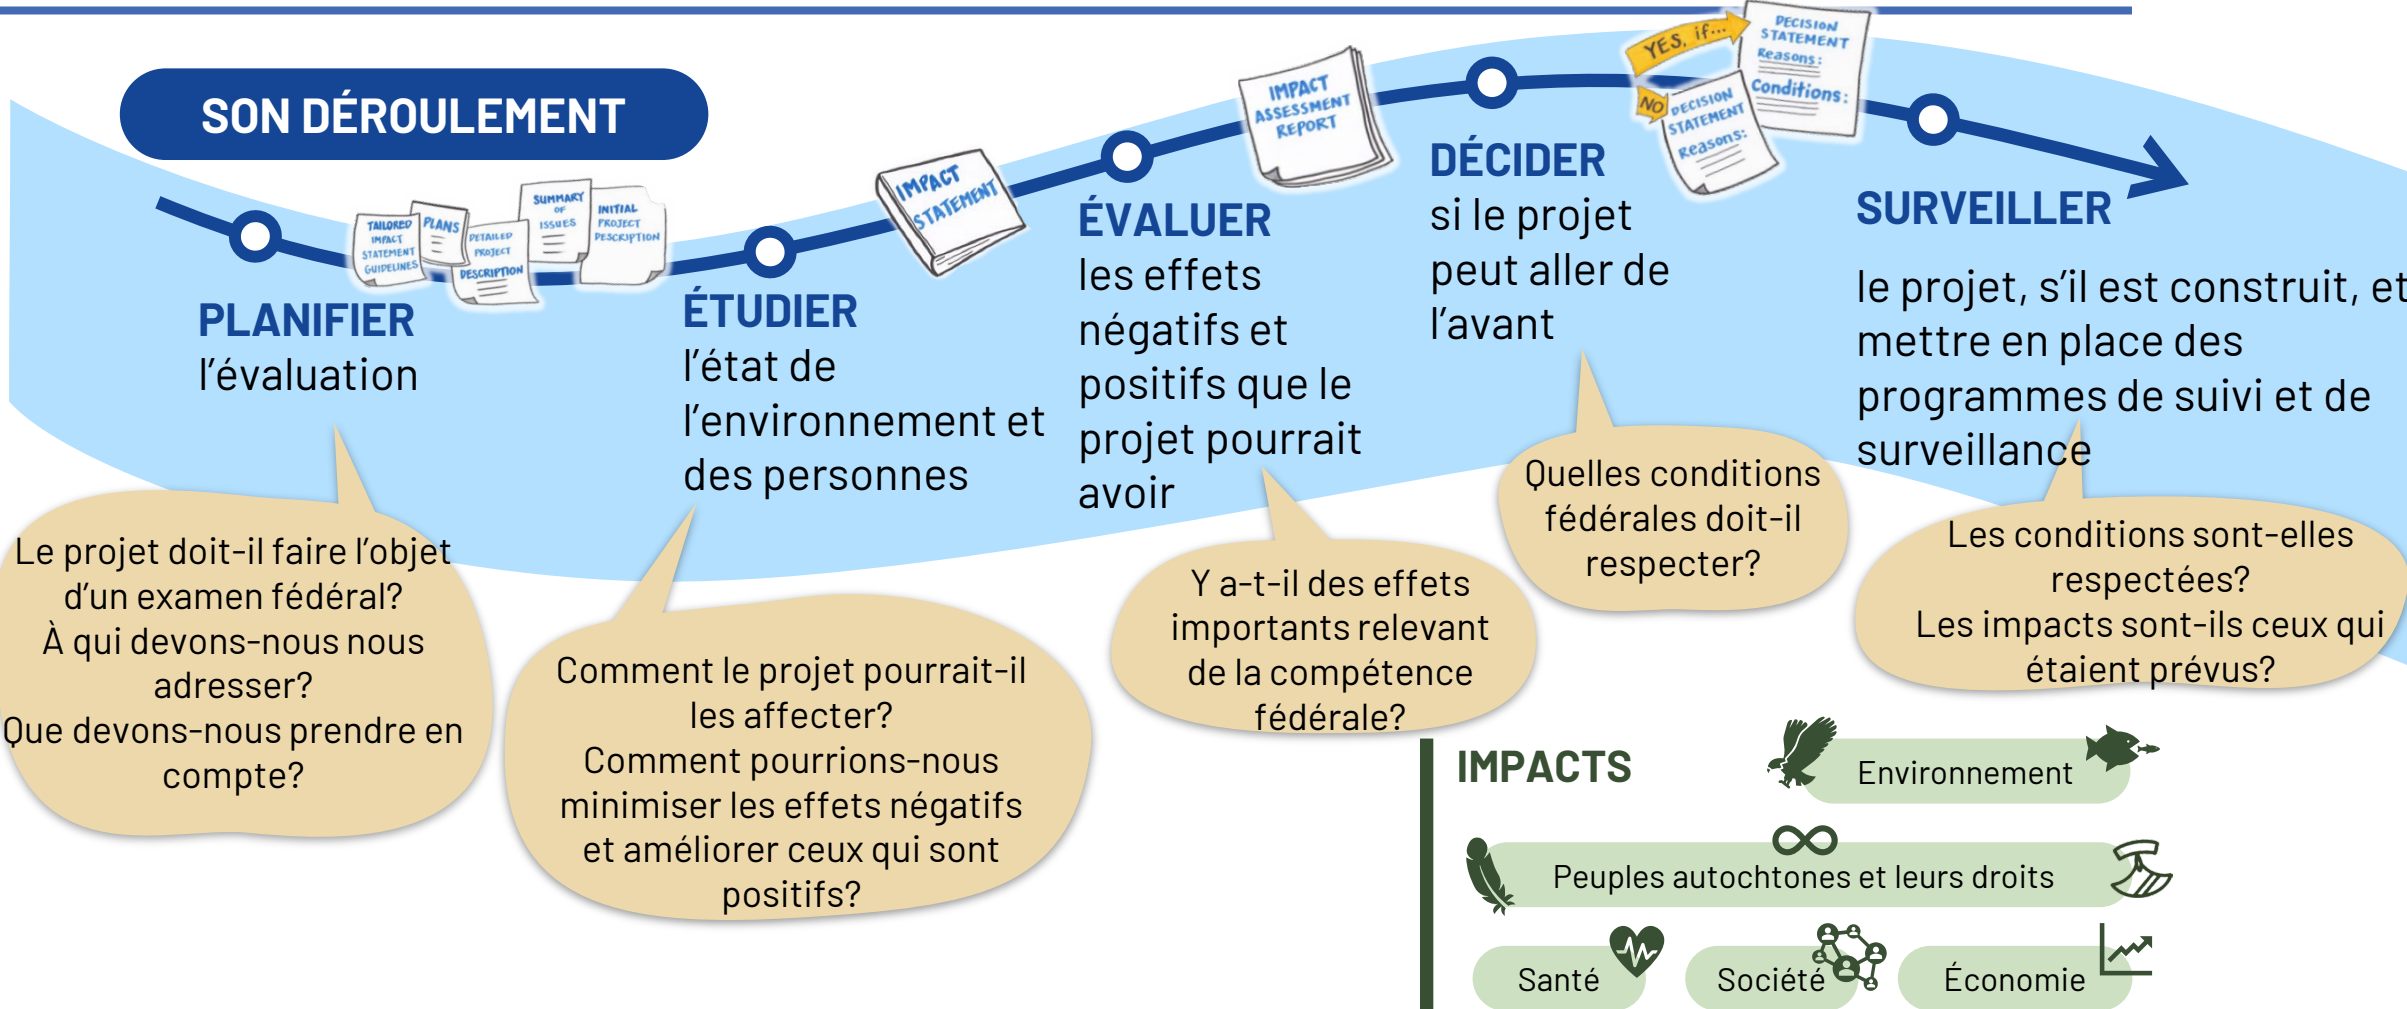 SON DÉROULEMENT
TAILORED
IMPACT
STATEMENT
GUIDELINES
PLANS
DETAILED
PROJECT
DESCRIPTION
SUMMARY
OF
ISSUES
INITIAL
PROJECT
DESCRIPTION
PLANIFIER
l’évaluation
Le projet doit-il faire l’objet
d’un examen fédéral?
À qui devons-nous nous
adresser?
Que devons-nous prendre en
compte?
IMPACT
STATEMENT
ÉTUDIER
l’état de
l’environnement et
des personnes
Comment le projet pourrait-il
les affecter?
Comment pourrions-nous
minimiser les effets négatifs
et améliorer ceux qui sont
positifs?
IMPACT
ASSESSMENT
REPORT
ÉVALUER
les effets
négatifs et
positifs que le
projet pourrait
avoir
Y a-t-il des effets
importants relevant
de la compétence
fédérale?
YES, if...
DECISION
STATEMENT
Reasons:
Conditions:
NO
DECISION
STATEMENT
Reasons:
DÉCIDER
si le projet
peut aller de
l’avant
Quelles conditions
fédérales doit-il
respecter?
SURVEILLER
le projet, s’il est construit, et
mettre en place des
programmes de suivi et de
surveillance
Les conditions sont-elles
respectées?
Les impacts sont-ils ceux qui
étaient prévus?
IMPACTS
Environnement
Peuples autochtones et leurs droits
Santé
Société
Économie